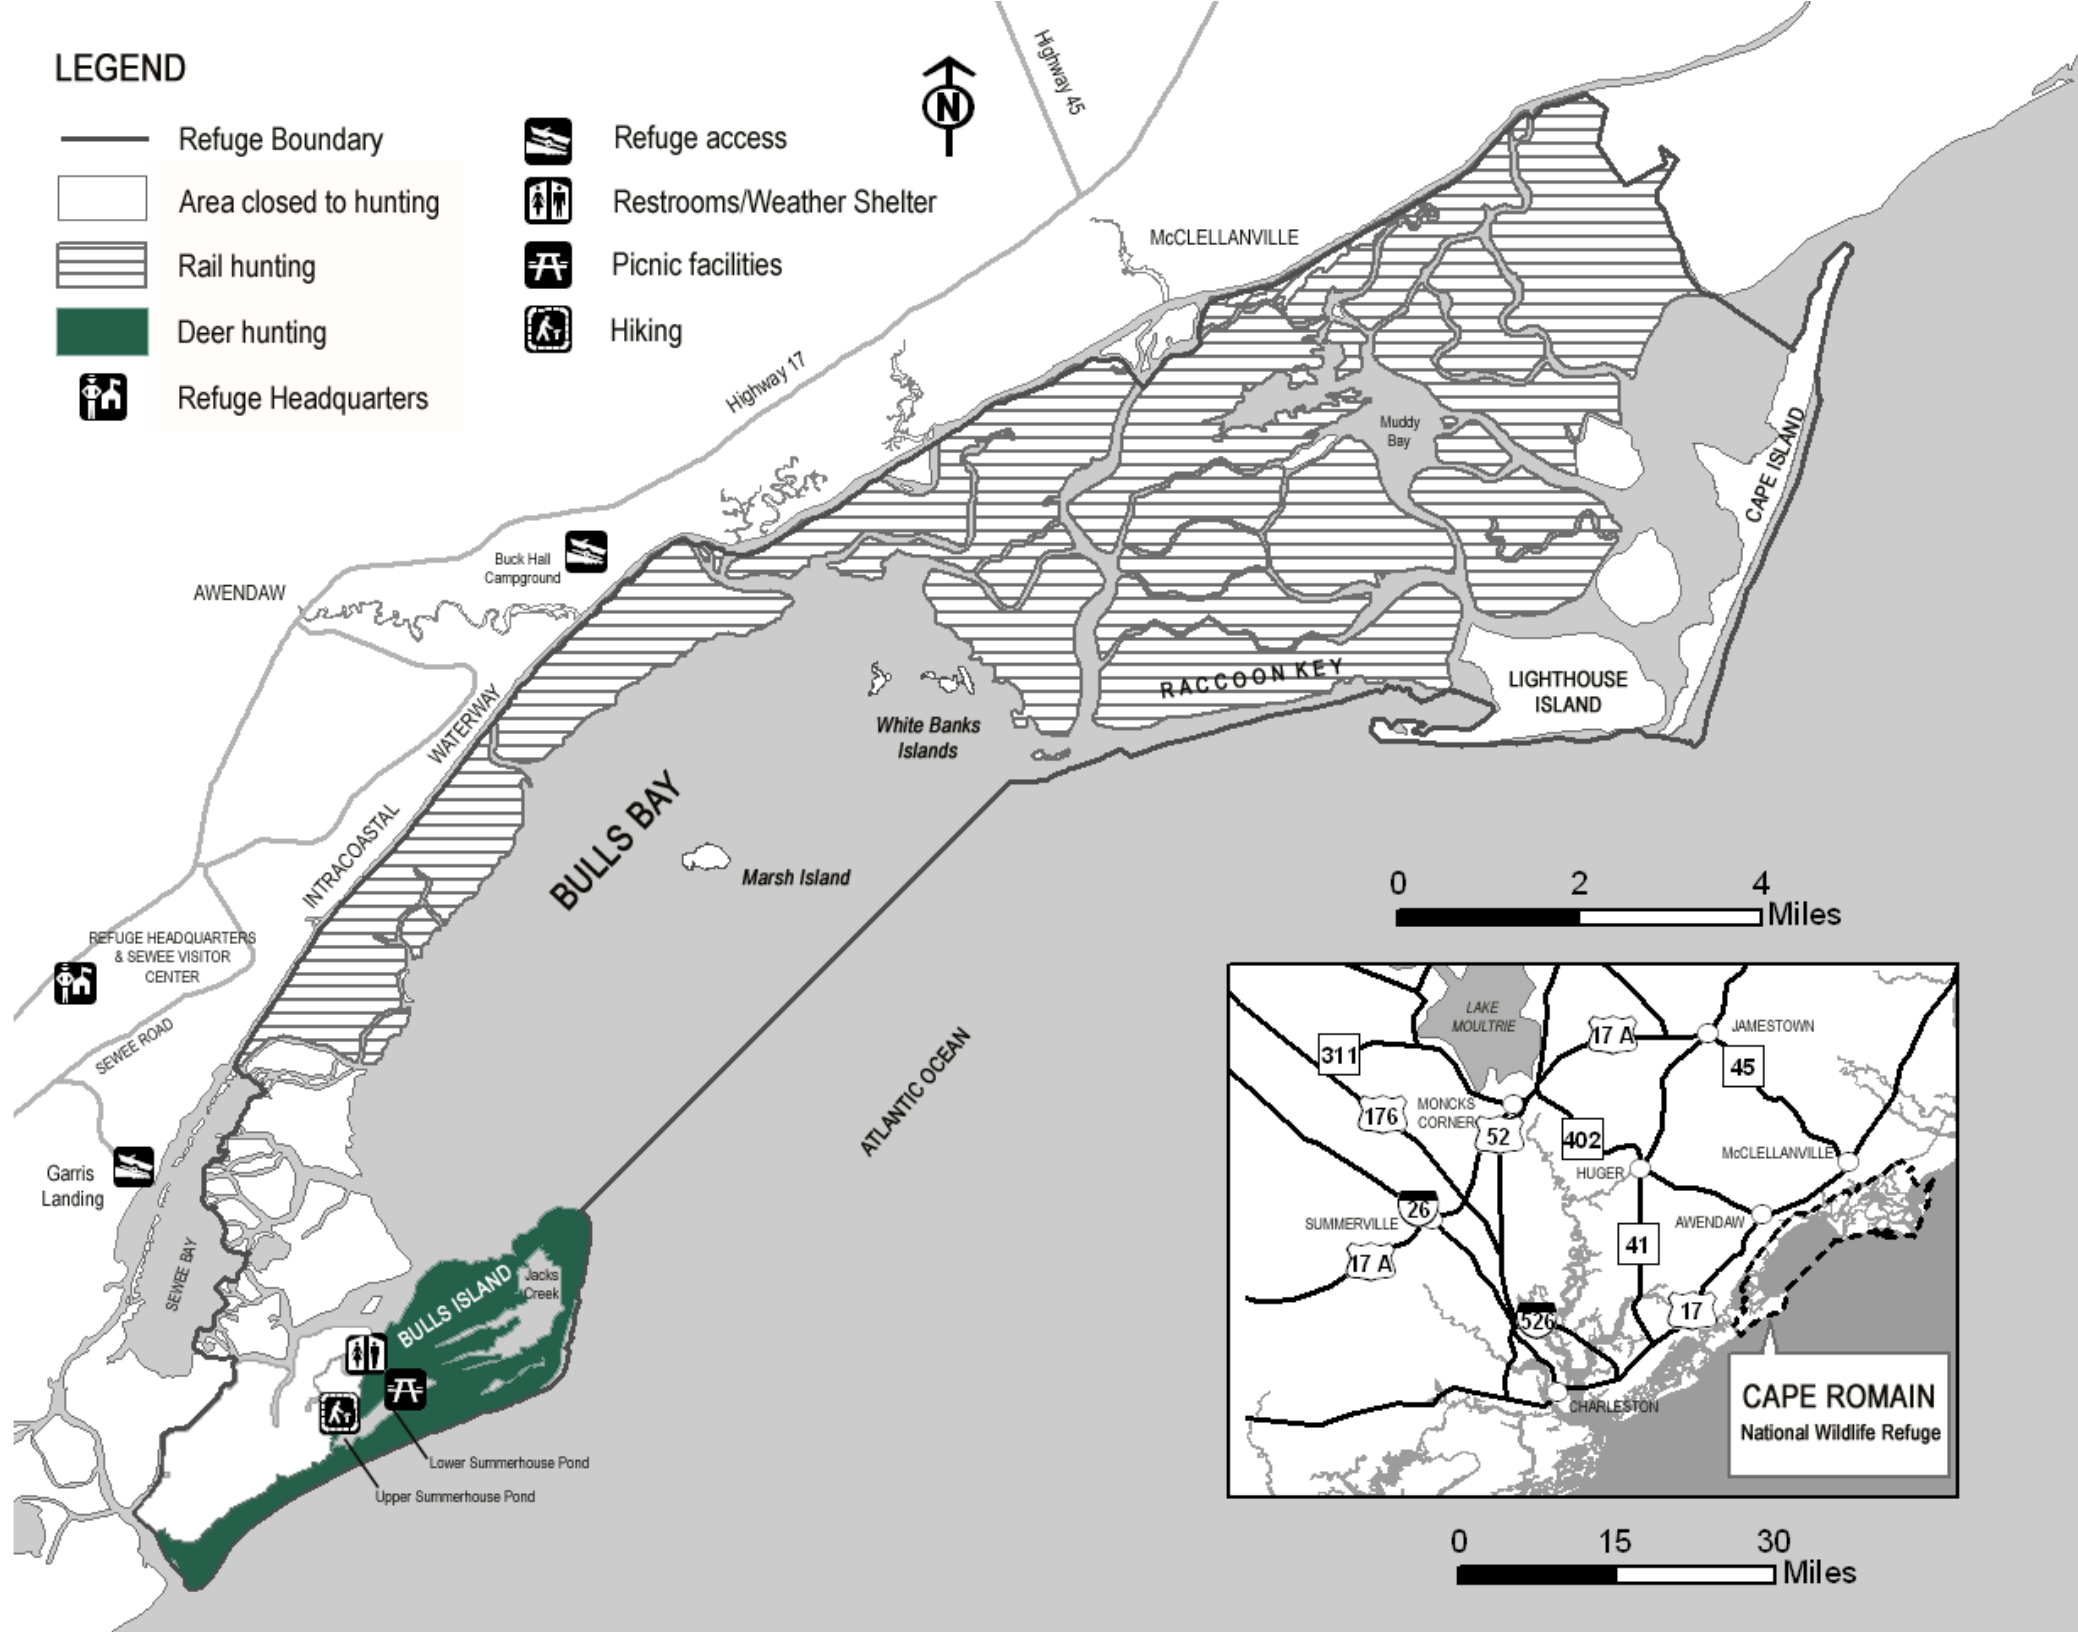 LEGEND
Refuge Boundary
Area closed to hunting
Rail hunting
Deer hunting
Refuge Headquarters
Refuge access
Restrooms/Weather Shelter
Picnic facilities
Hiking
N
Highway 45
McCLELLANVILLE
Highway 17
Muddy
Bay
CAPE ISLAND
Buck Hall
Campground
AWENDAW
RACCOON KEY
LIGHTHOUSE
ISLAND
INTRACOASTAL WATERWAY
White Banks
Islands
BULLS BAY
Marsh Island
REFUGE HEADQUARTERS
& SEWEE VISITOR
CENTER
SEWEE ROAD
ATLANTIC OCEAN
Garris
Landing
SEWEE BAY
BULLS ISLAND
Jacks
Creek
Lower Summerhouse Pond
Upper Summerhouse Pond
0 2 4
Miles
LAKE
MOULTRIE
17 A
JAMESTOWN
311
45
176
MONCKS
CORNER
52
402
McCLELLANVILLE
HUGER
26
SUMMERVILLE
AWENDAW
41
17 A
17
526
CHARLESTON
CAPE ROMAIN
National Wildlife Refuge
0 15 30
Miles